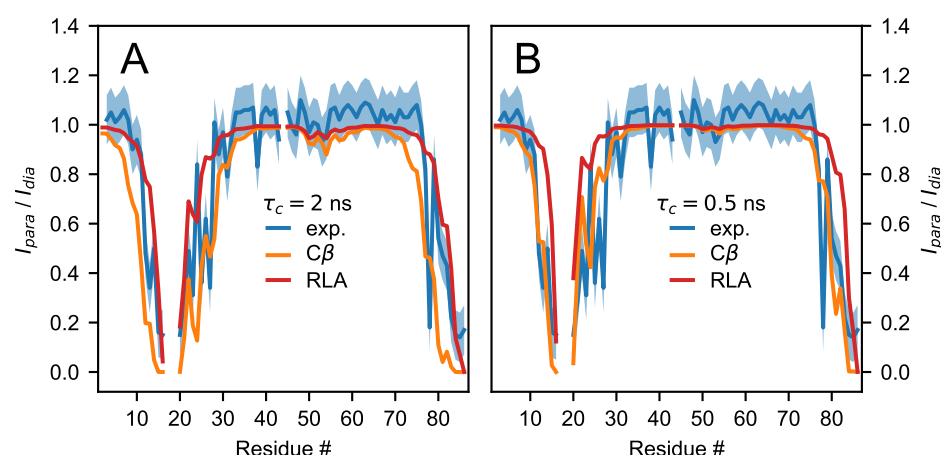 A
B
1.4
1.2
1.0
0.8
0.6
0.4
0.2
0.0
I_para / I_dia
τc = 2 ns
exp.
Cβ
RLA
10 20 30 40 50 60 70 80
Residue #
τc = 0.5 ns
exp.
Cβ
RLA
10 20 30 40 50 60 70 80
Residue #
1.4
1.2
1.0
0.8
0.6
0.4
0.2
0.0
I_para / I_dia